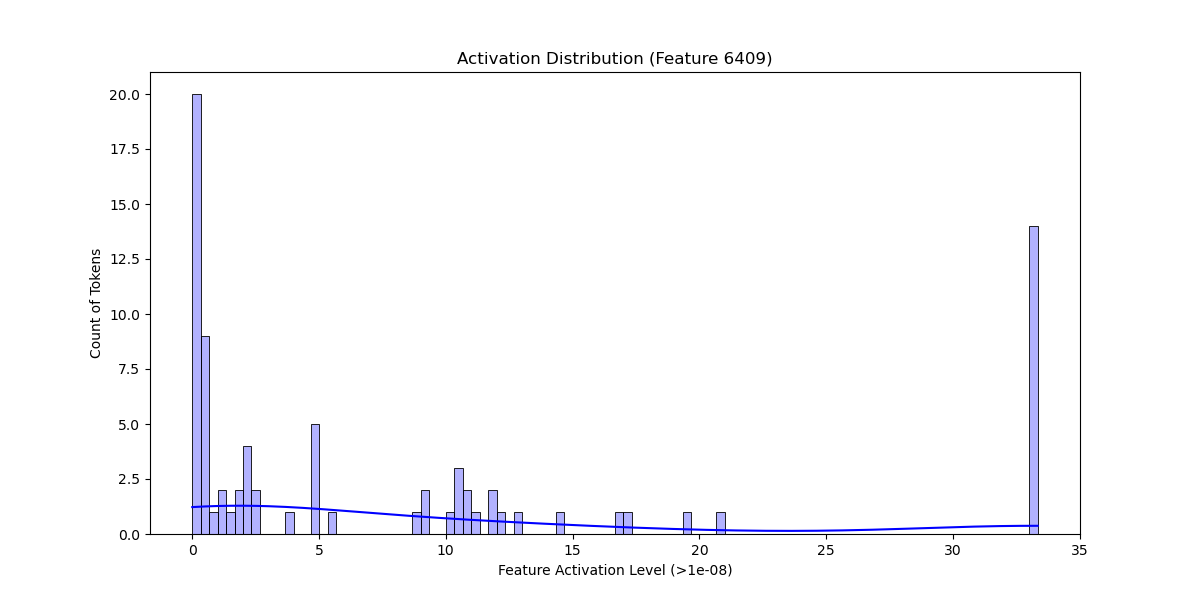 Activation Distribution (Feature 6409)
20.0
17.5
15.0
12.5
10.0
7.5
5.0
2.5
0.0
Count of Tokens
0 5 10 15 20 25 30 35
Feature Activation Level (>1e-08)